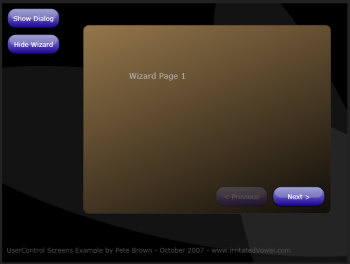 Show Dialog
Hide Wizard
Wizard Page 1
< Previous
Next >
UserControl Screens Example by Pete Brown - October 2007 - www.irritatedVowel.com